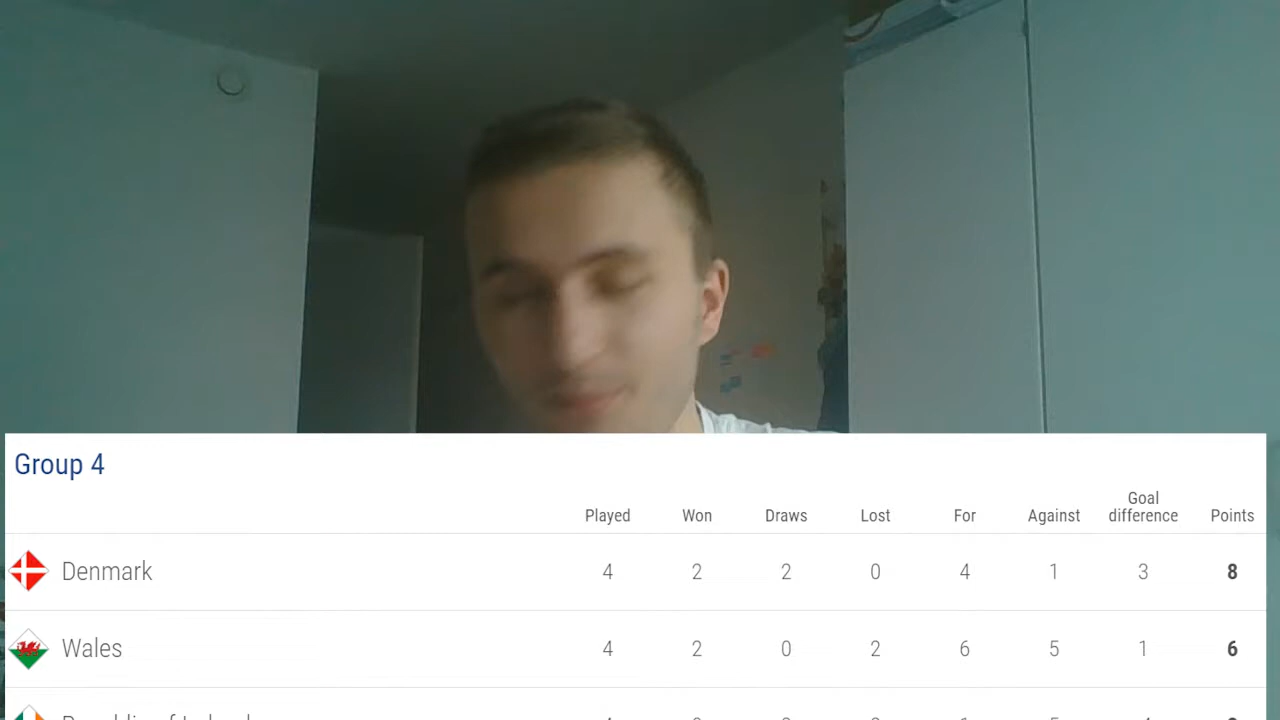 Group 4
Played Won Draws Lost For Against Goal difference Points
Denmark 4 2 2 0 4 1 3 8
Wales 4 2 0 2 6 5 1 6